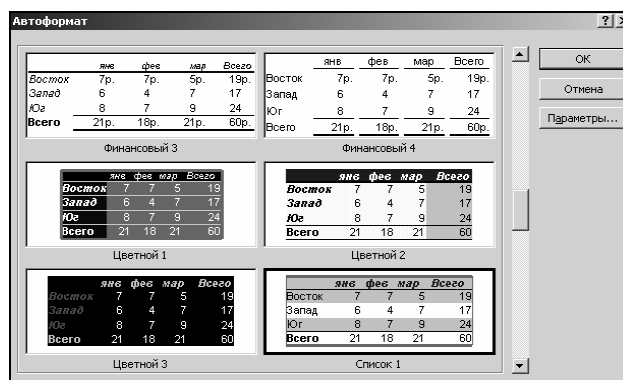 Автоформат
янв фев мар Всего
Восток 7р. 7р. 5р. 19р.
Запад 6 4 7 17
Юг 8 7 9 24
Всего 21р. 18р. 21р. 60р.
Финансовый 3
янв фев мар Всего
Восток 7р. 7р. 5р. 19р.
Запад 6 4 7 17
Юг 8 7 9 24
Всего 21р. 18р. 21р. 60р.
Финансовый 4
янв фев мар Всего
Восток 7 7 5 19
Запад 6 4 7 17
Юг 8 7 9 24
Всего 21 18 21 60
Цветной 1
янв фев мар Всего
Восток 7 7 5 19
Запад 6 4 7 17
Юг 8 7 9 24
Всего 21 18 21 60
Цветной 2
янв фев мар Всего
Восток 7 7 5 19
Запад 6 4 7 17
Юг 8 7 9 24
Всего 21 18 21 60
Цветной 3
янв фев мар Всего
Восток 7 7 5 19
Запад 6 4 7 17
Юг 8 7 9 24
Всего 21 18 21 60
Список 1
ОК
Отмена
Параметры...